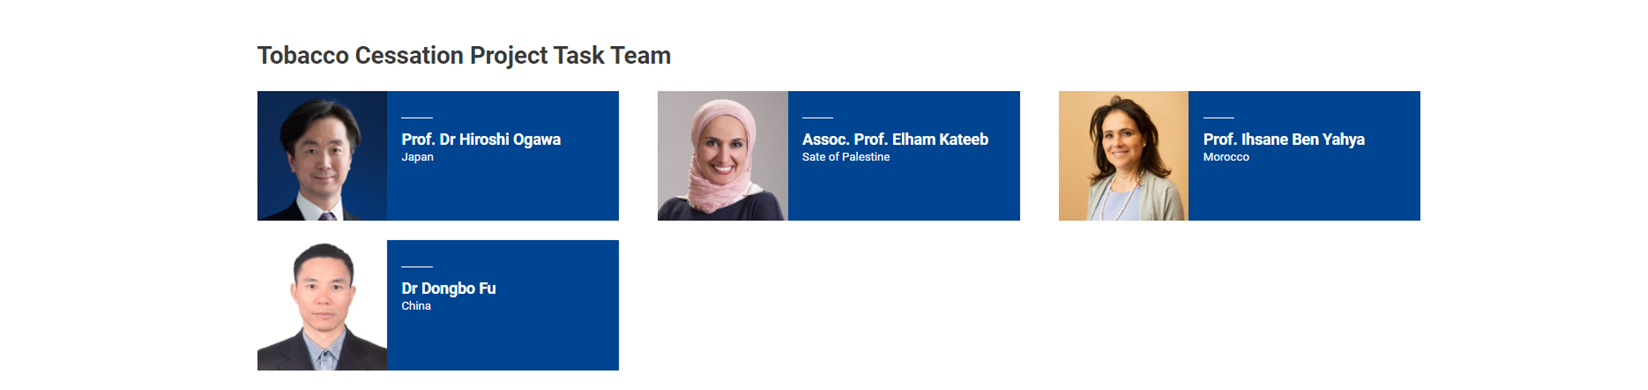 Tobacco Cessation Project Task Team
Prof. Dr Hiroshi Ogawa
Japan
Assoc. Prof. Elham Kateeb
Sate of Palestine
Prof. Ihsane Ben Yahya
Morocco
Dr Dongbo Fu
China